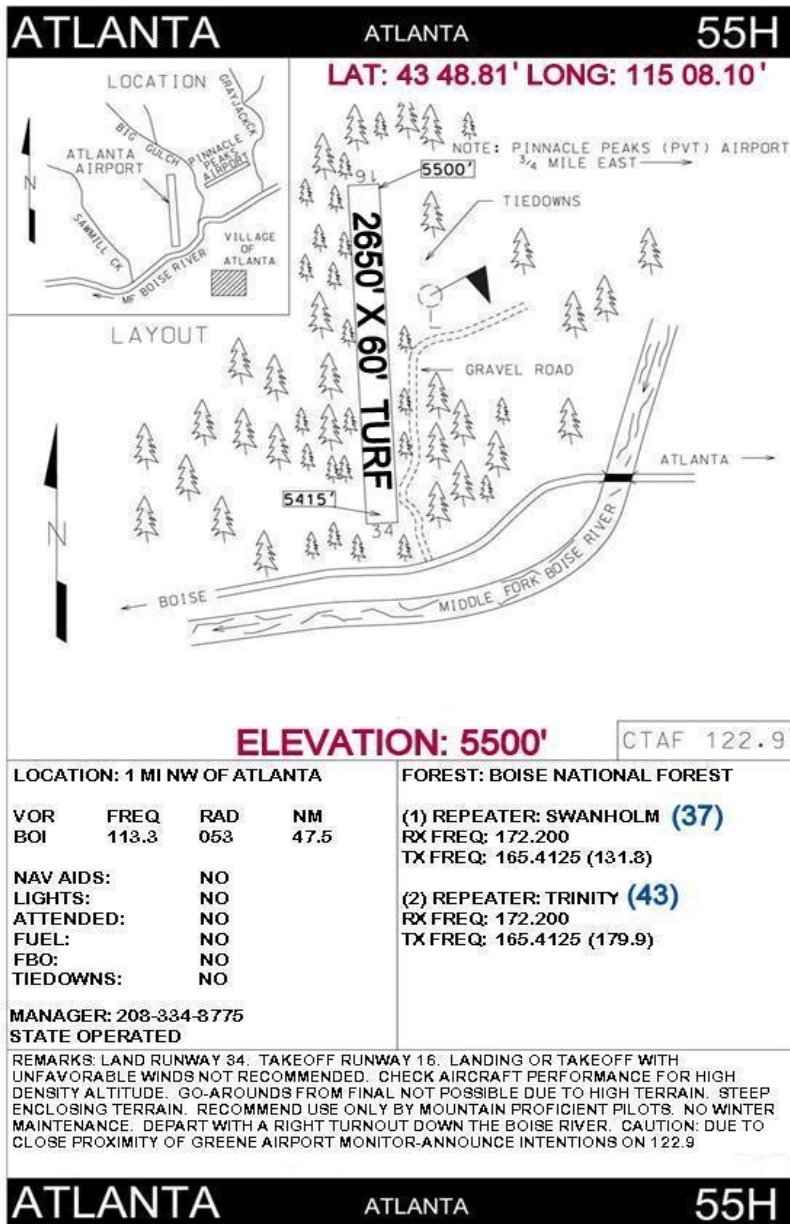 ATLANTA ATLANTA 55H
LAT: 43 48.81' LONG: 115 08.10'
LOCATION
GRAYJACKCK
BIG GULCH
ATLANTA
AIRPORT
PINNACLE
PEAKS
AIRPORT
N
SAWMILL CK
VILLAGE
OF
ATLANTA
MF BOISE RIVER
NOTE: PINNACLE PEAKS (PVT) AIRPORT
3/4 MILE EAST
16
5500'
TIEDOWNS
2650' X 60' TURF
L
LAYOUT
GRAVEL ROAD
ATLANTA
5415'
34
N
BOISE
MIDDLE FORK BOISE RIVER
ELEVATION: 5500'
CTAF 122.9
LOCATION: 1 MI NW OF ATLANTA
VOR FREQ RAD NM
BOI 113.3 053 47.5
NAV AIDS: NO
LIGHTS: NO
ATTENDED: NO
FUEL: NO
FBO: NO
TIEDOWNS: NO
MANAGER: 208-334-8775
STATE OPERATED
FOREST: BOISE NATIONAL FOREST
(1) REPEATER: SWANHOLM (37)
RX FREQ: 172.200
TX FREQ: 165.4125 (131.8)
(2) REPEATER: TRINITY (43)
RX FREQ: 172.200
TX FREQ: 165.4125 (179.9)
REMARKS: LAND RUNWAY 34. TAKEOFF RUNWAY 16. LANDING OR TAKEOFF WITH
UNFAVORABLE WINDS NOT RECOMMENDED. CHECK AIRCRAFT PERFORMANCE FOR HIGH
DENSITY ALTITUDE. GO-AROUNDS FROM FINAL NOT POSSIBLE DUE TO HIGH TERRAIN. STEEP
ENCLOSING TERRAIN. RECOMMEND USE ONLY BY MOUNTAIN PROFICIENT PILOTS. NO WINTER
MAINTENANCE. DEPART WITH A RIGHT TURNOUT DOWN THE BOISE RIVER. CAUTION: DUE TO
CLOSE PROXIMITY OF GREENE AIRPORT MONITOR-ANNOUNCE INTENTIONS ON 122.9
ATLANTA ATLANTA 55H